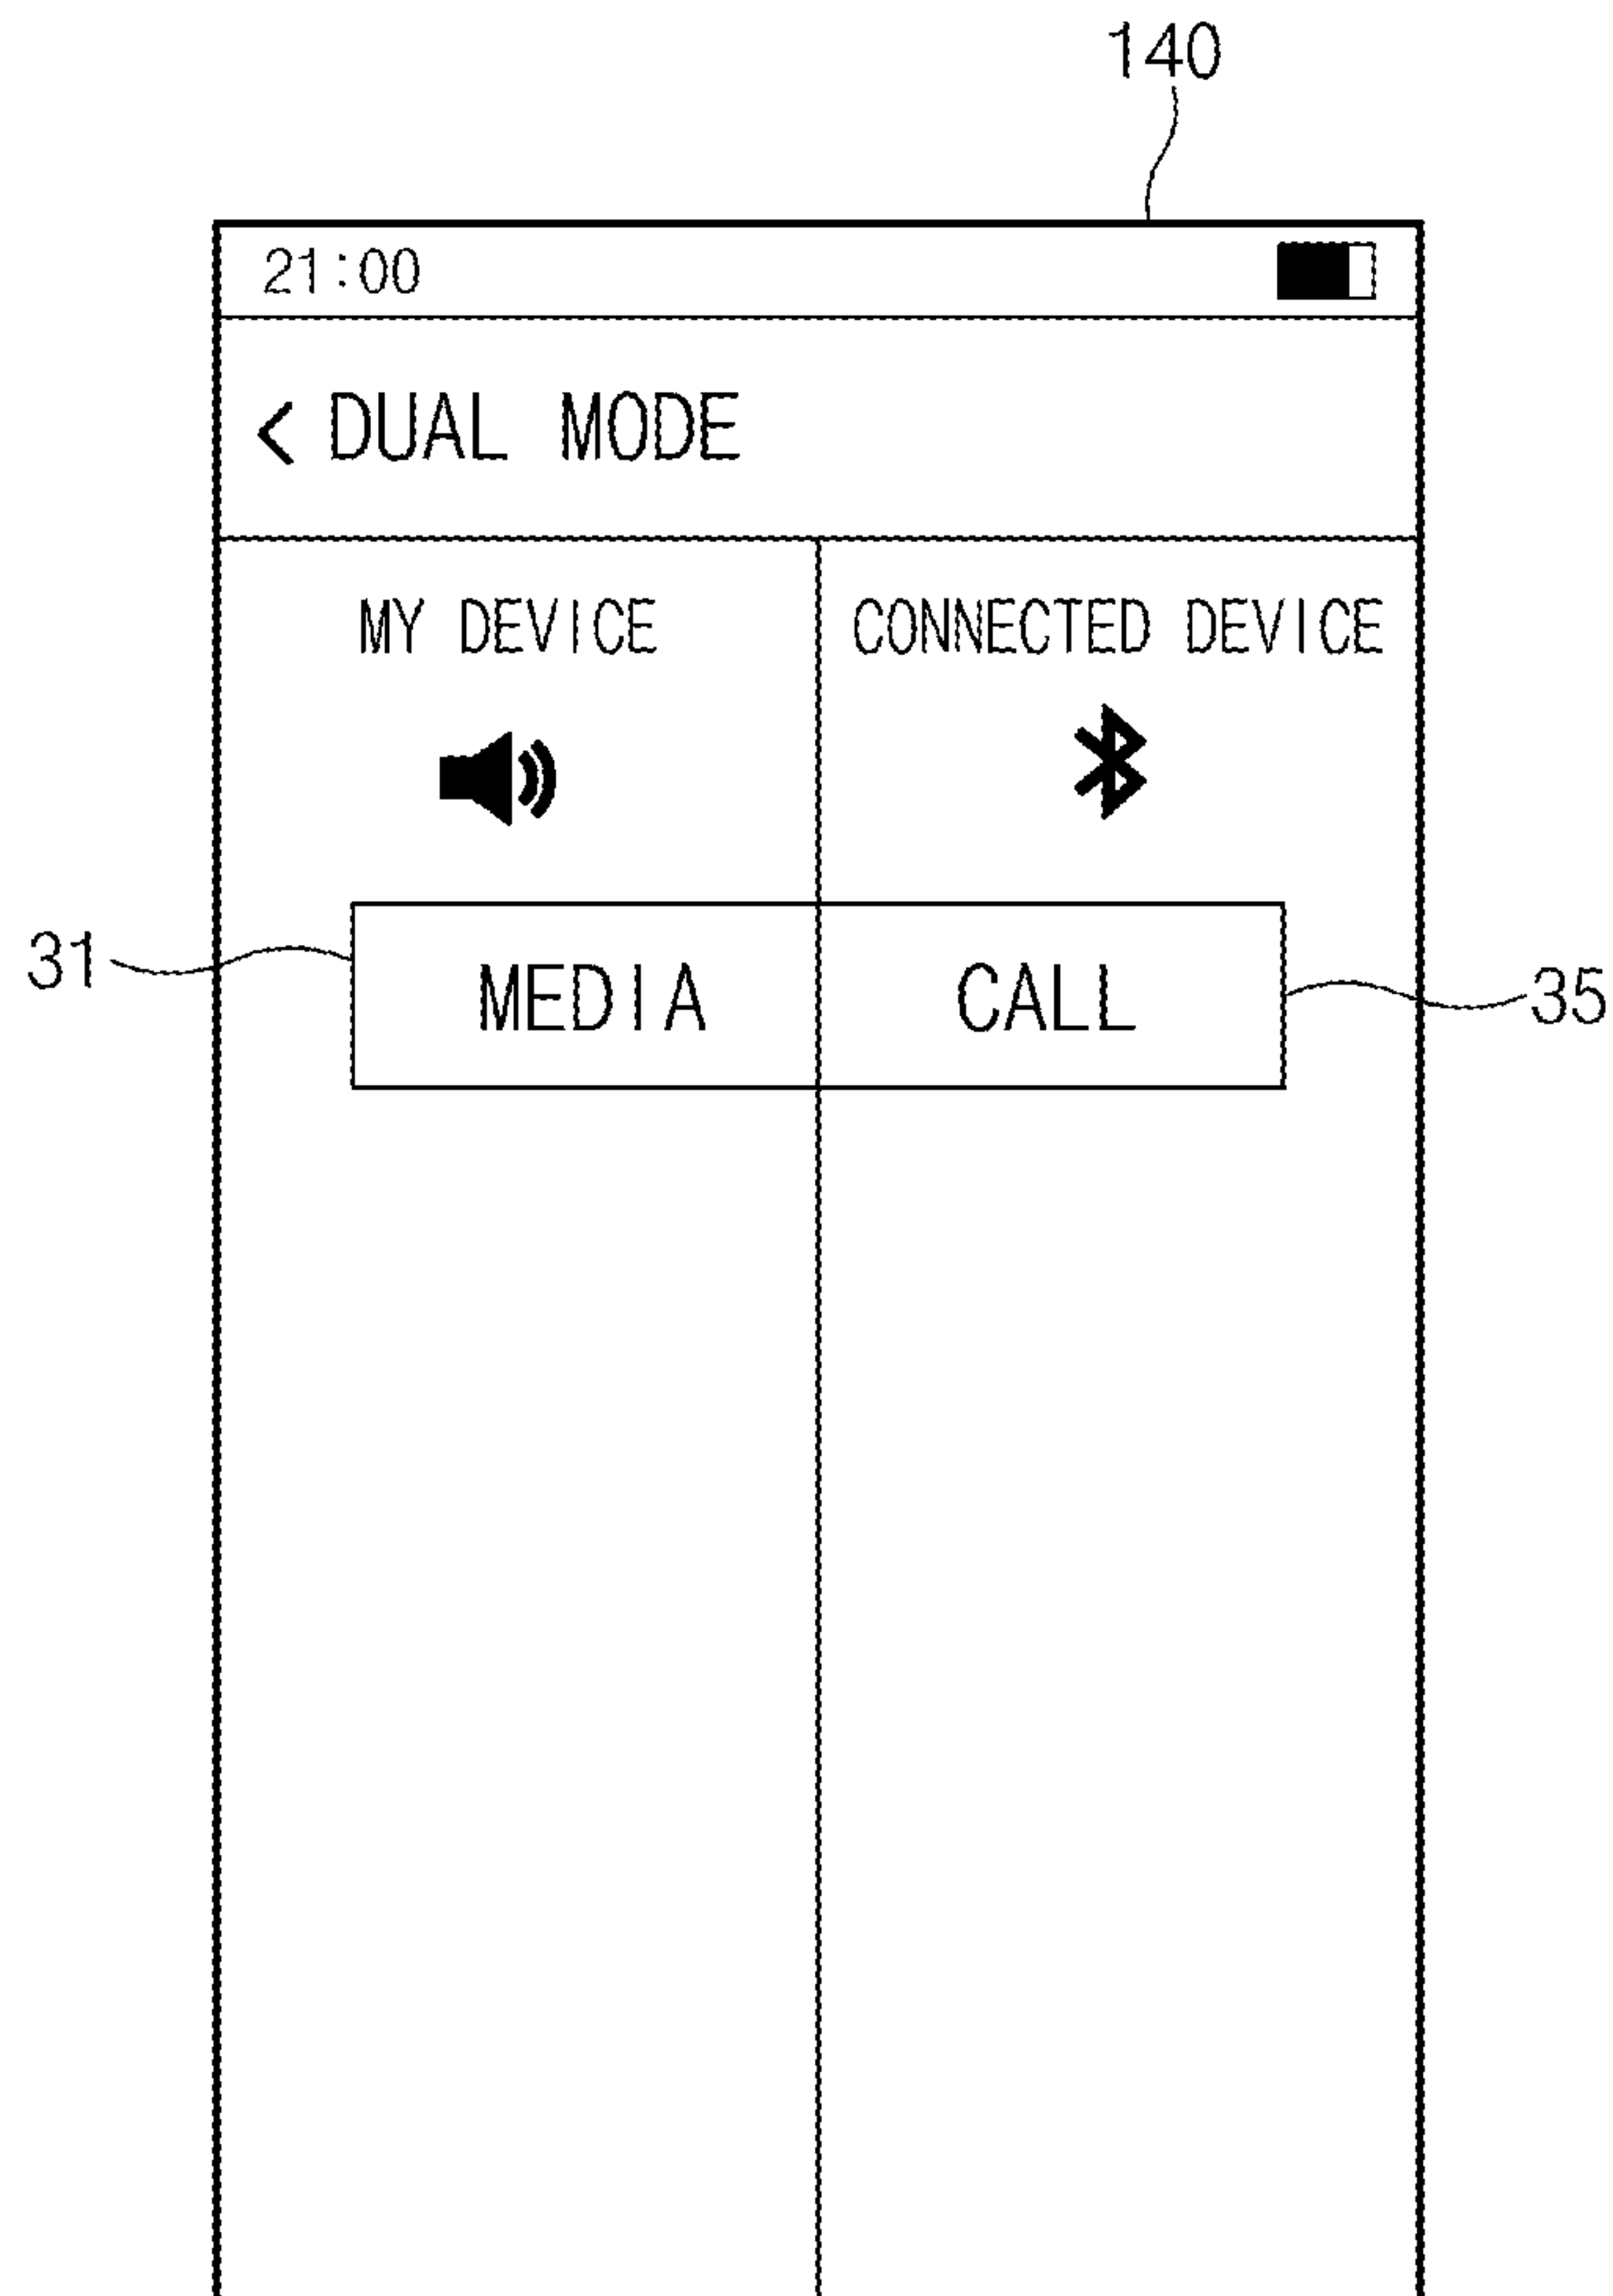 140
21:00
< DUAL MODE
MY DEVICE
CONNECTED DEVICE
31
MEDIA
CALL
35